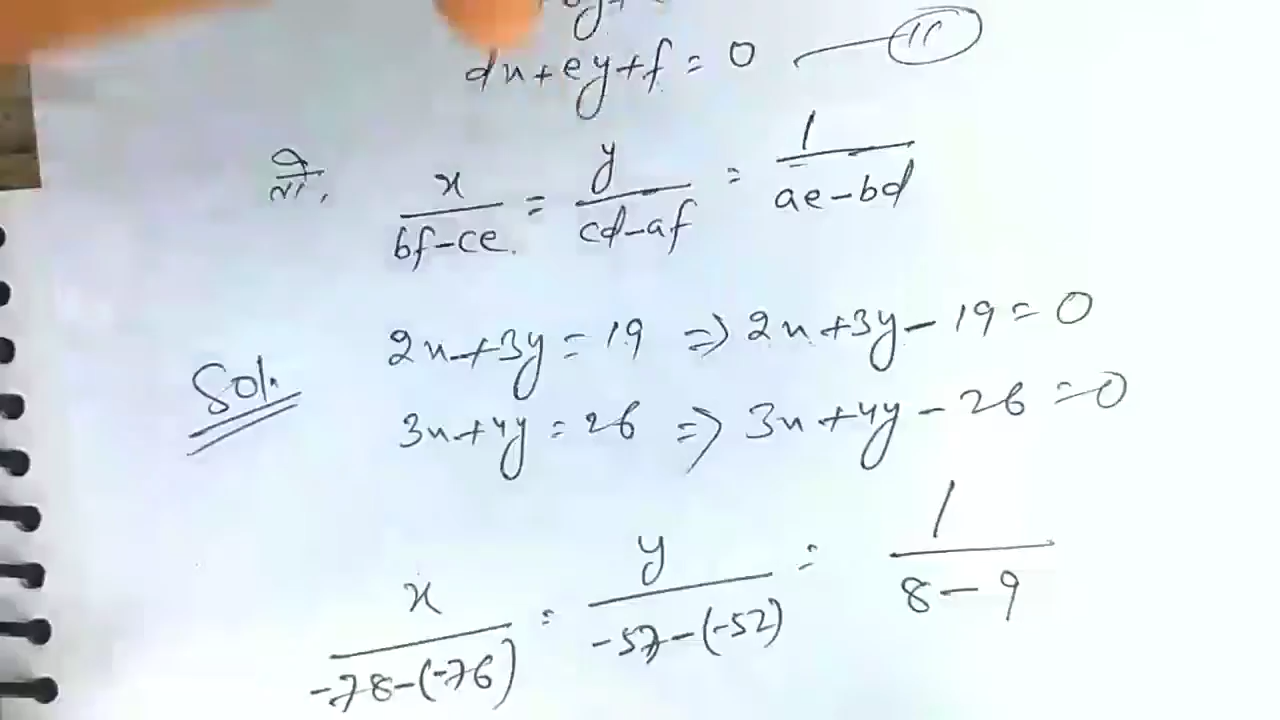 dx+ey+f=0 —(ii)
x/(bf-ce) = y/(cd-af) = 1/(ae-bd)
2x+3y=19 ⇒ 2x+3y-19=0
Sol.
3x+4y=26 ⇒ 3x+4y-26=0
x/(-78-(-76)) = y/(-57-(-52)) = 1/(8-9)